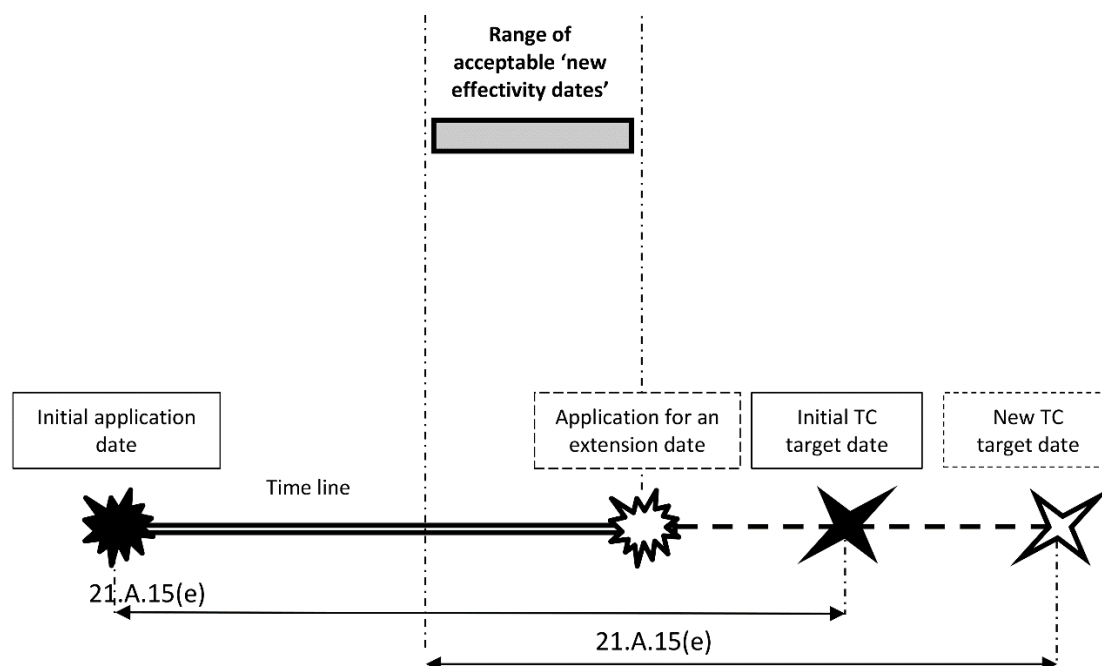 Range of
acceptable ‘new
effectivity dates’
Initial application
date
Application for an
extension date
Initial TC
target date
New TC
target date
Time line
21.A.15(e)
21.A.15(e)